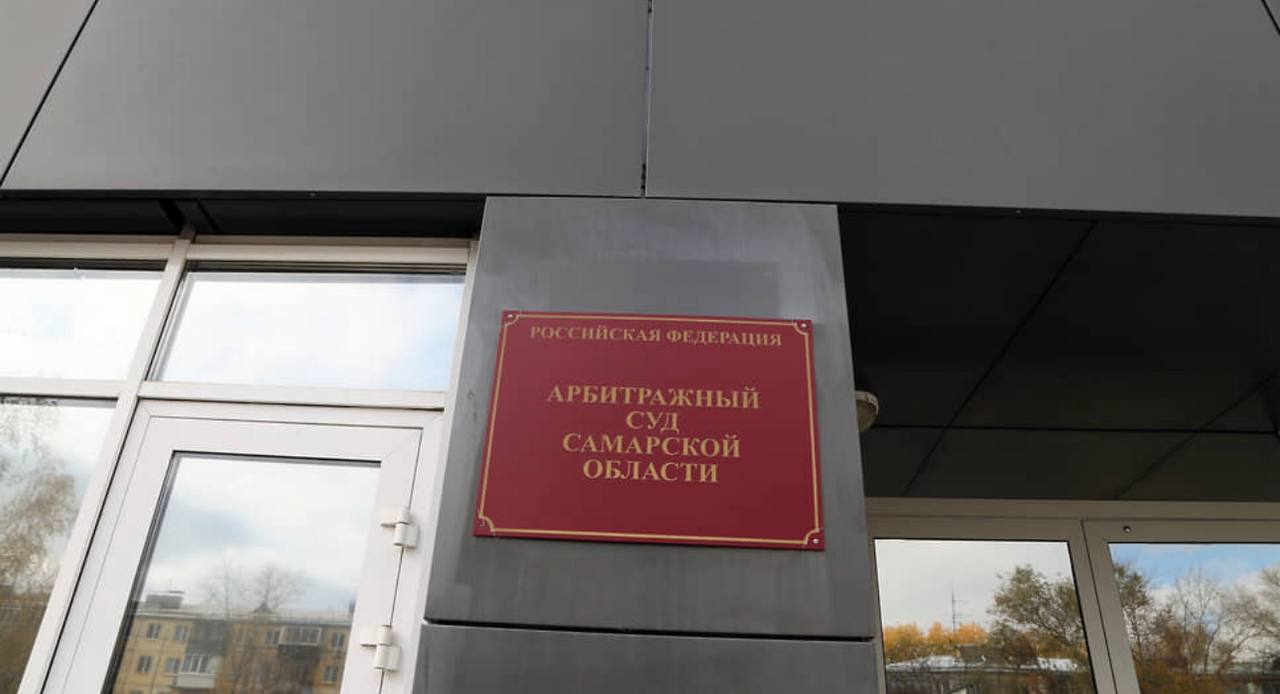 РОССИЙСКАЯ ФЕДЕРАЦИЯ
АРБИТРАЖНЫЙ
СУД
САМАРСКОЙ
ОБЛАСТИ